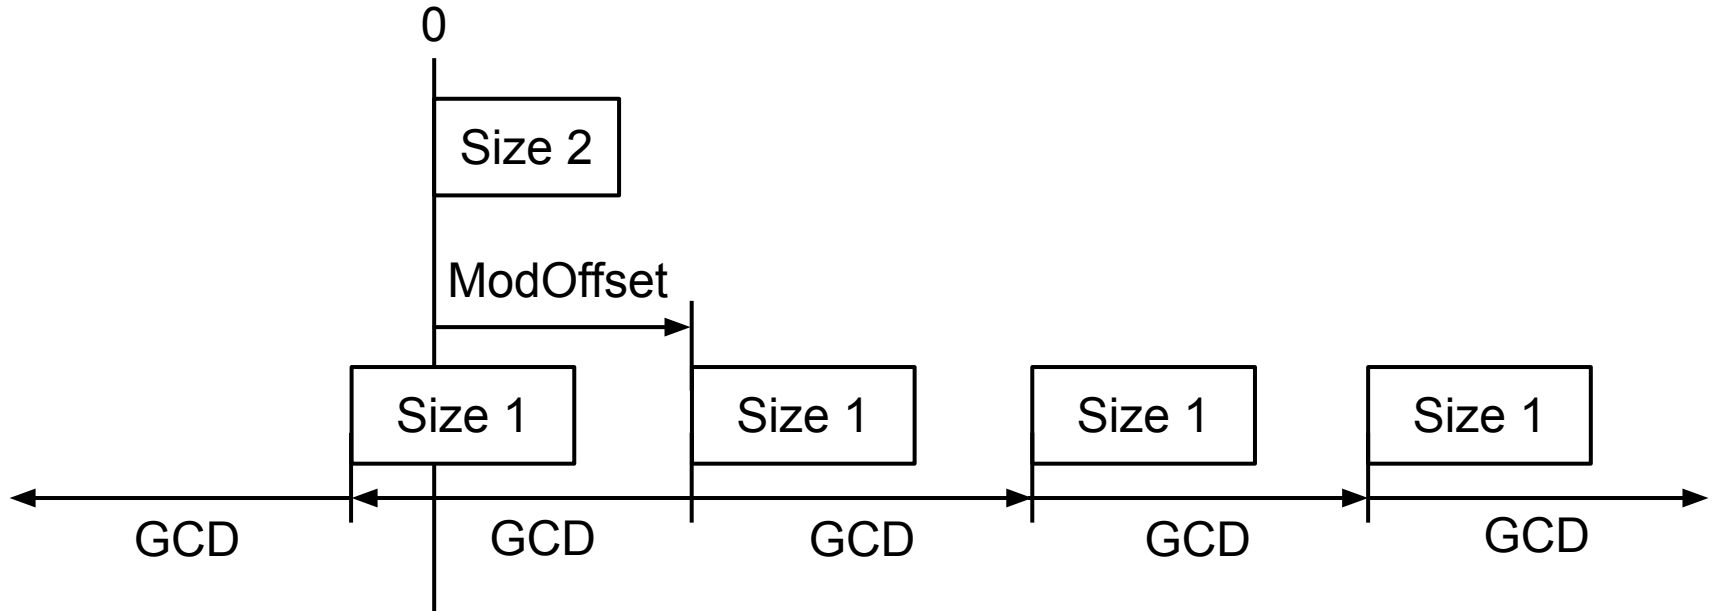 0
Size 2
ModOffset
Size 1 Size 1 Size 1 Size 1
GCD GCD GCD GCD GCD